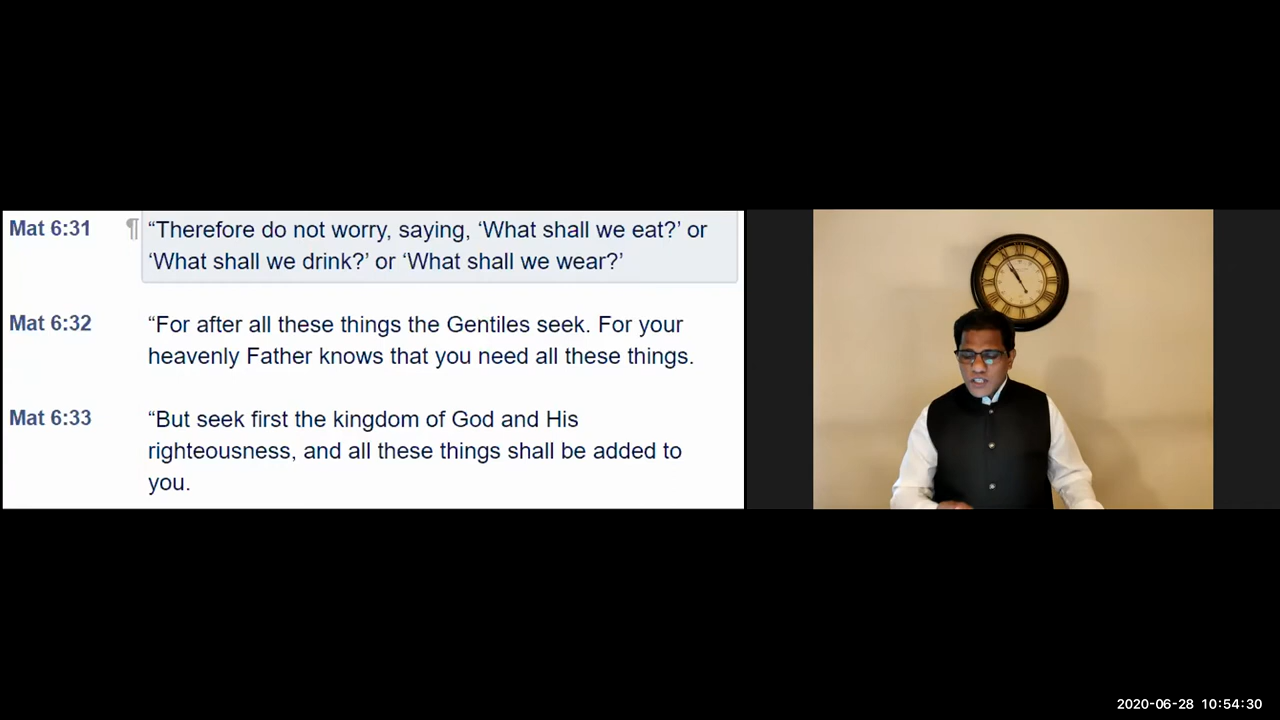 Mat 6:31 ¶ “Therefore do not worry, saying, ‘What shall we eat?’ or
‘What shall we drink?’ or ‘What shall we wear?’
Mat 6:32 “For after all these things the Gentiles seek. For your
heavenly Father knows that you need all these things.
Mat 6:33 “But seek first the kingdom of God and His
righteousness, and all these things shall be added to
you.
2020-06-28 10:54:30